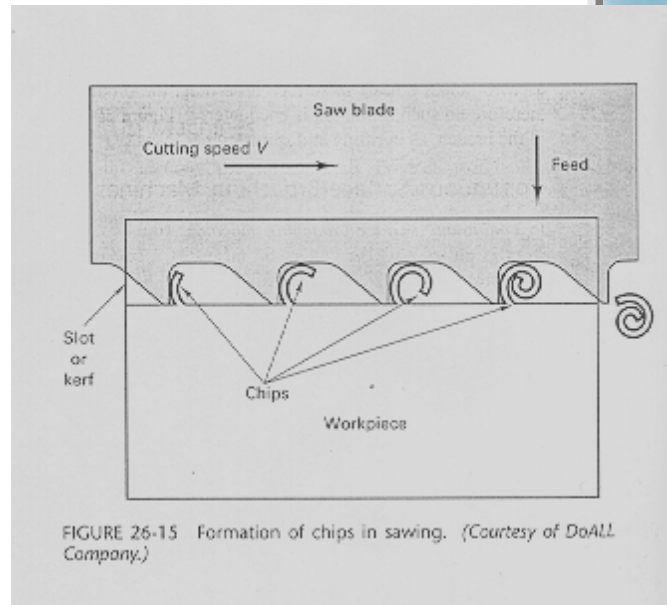 Saw blade
Cutting speed V
Feed
Slot
or
kerf
Chips
Workpiece
FIGURE 26-15 Formation of chips in sawing. (Courtesy of DoALL
Company.)